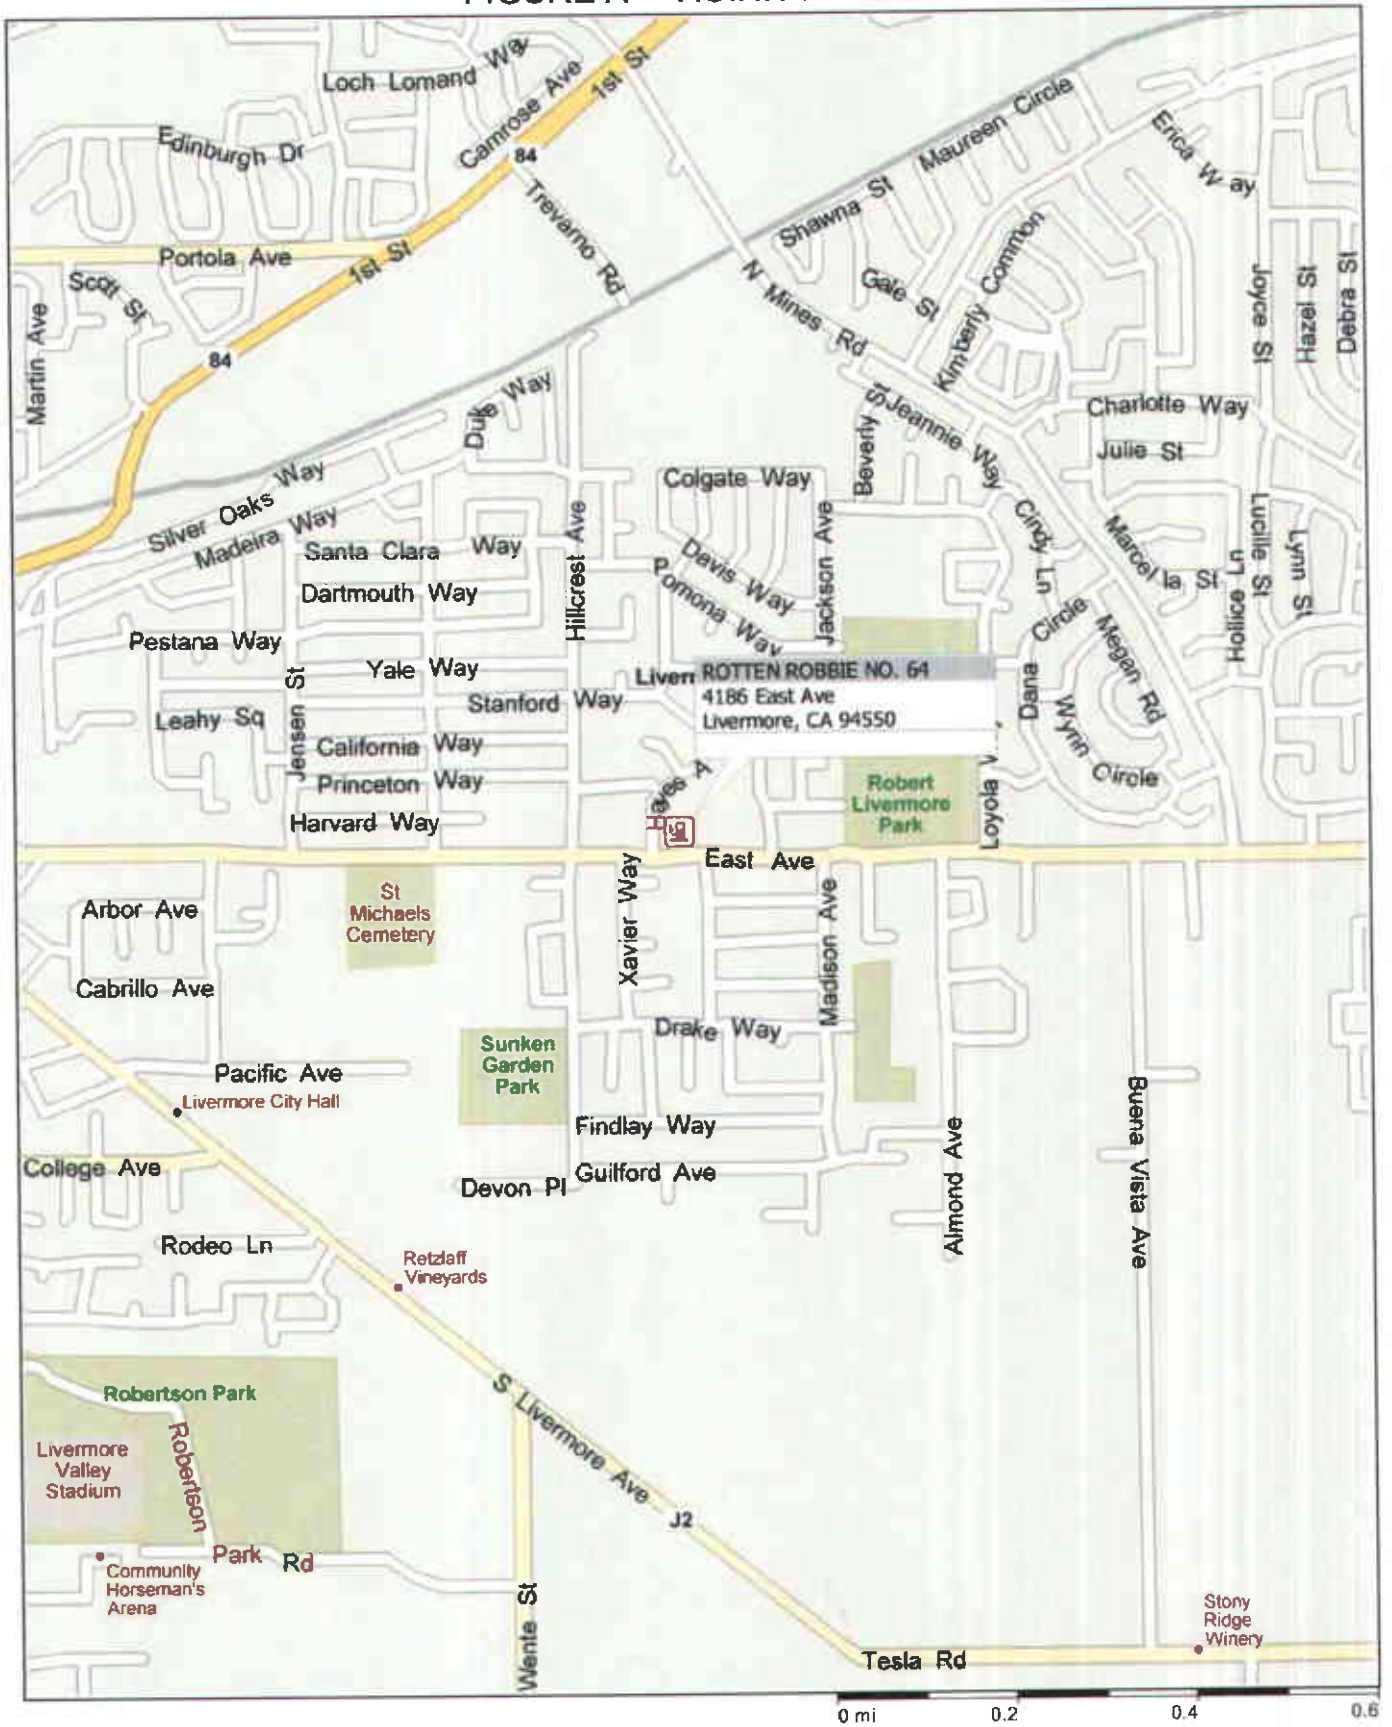 Loch Lomand Way
Camrose Ave
1st St
Edinburgh Dr
84
Trevarno Rd
Maureen Circle
Erica Way
Shawna St
Portola Ave
1st St
Scott St
N Mines Rd
Gale St
Kimberly Common
Joyce St
Hazel St
Debra St
Martin Ave
84
Duke Way
Beverly St
Jeannie Way
Charlotte Way
Julie St
Silver Oaks Way
Madeira Way
Colgate Way
Santa Clara Way
Hillcrest Ave
Davis Way
Jackson Ave
Cindy Ln
Marcella St
Lucille St
Lynn St
Hollice Ln
Dartmouth Way
Pomona Way
Circle
Megan Rd
Pestana Way
Yale Way
Jensen St
Liverr
ROTTEN ROBBIE NO. 64
4186 East Ave
Livermore, CA 94550
Dana
Wynn Circle
Leahy Sq
Stanford Way
California Way
Princeton Way
Hayes A
Robert
Livermore
Park
Loyola
Harvard Way
East Ave
St
Michaels
Cemetery
Arbor Ave
Xavier Way
Madison Ave
Cabrillo Ave
Drake Way
Sunken
Garden
Park
Pacific Ave
Livermore City Hall
Findlay Way
College Ave
Devon Pl
Guilford Ave
Almond Ave
Buena Vista Ave
Rodeo Ln
Retzlaff
Vineyards
Robertson Park
Livermore
Valley
Stadium
Robertson
Park Rd
S Livermore Ave
J2
Community
Horseman's
Arena
Wente St
Stony
Ridge
Winery
Tesla Rd
0 mi 0.2 0.4 0.6